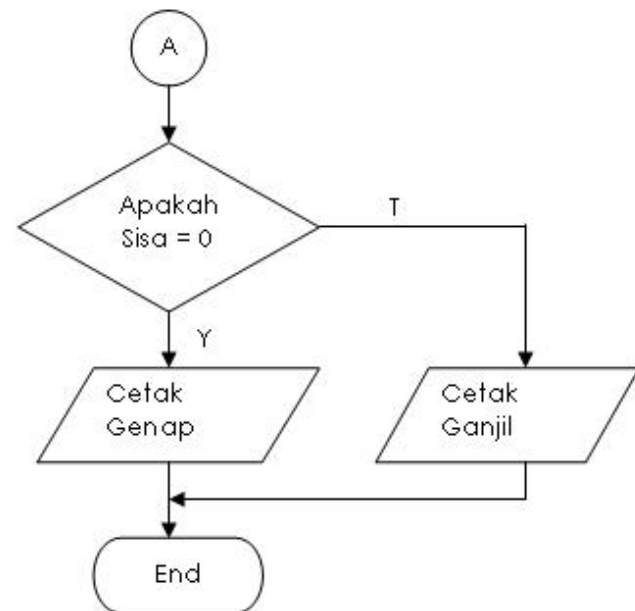 A
Apakah
Sisa = 0
T
Y
Cetak
Genap
Cetak
Ganjil
End